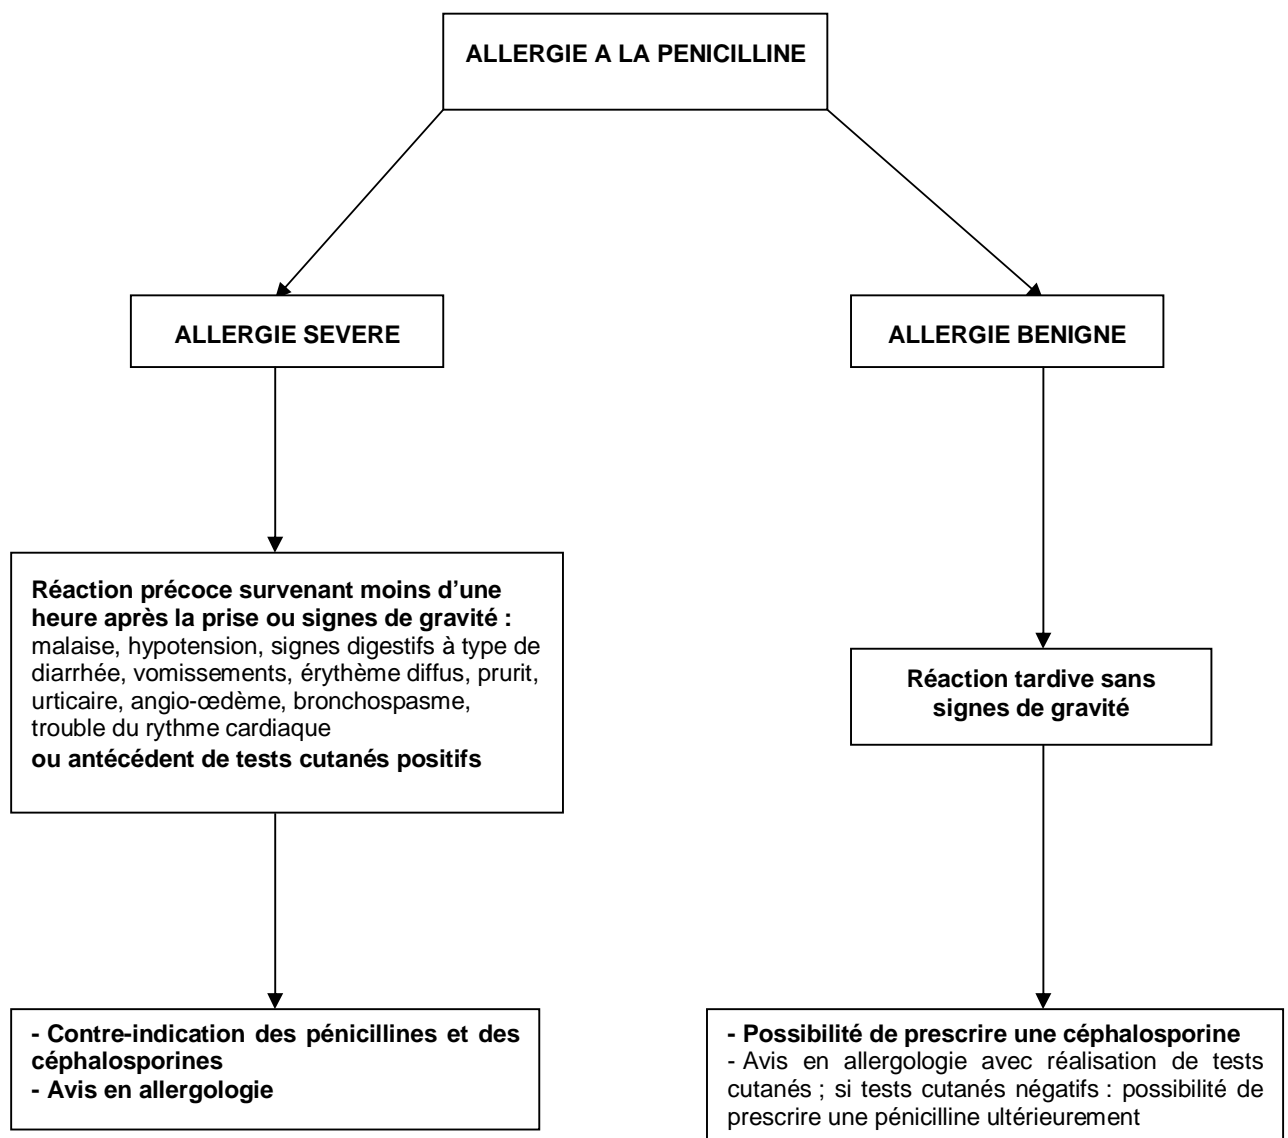 ALLERGIE A LA PENICILLINE
ALLERGIE SEVERE
ALLERGIE BENIGNE
Réaction précoce survenant moins d’une
heure après la prise ou signes de gravité :
malaise, hypotension, signes digestifs à type de
diarrhée, vomissements, érythème diffus, prurit,
urticaire, angio-œdème, bronchospasme,
trouble du rythme cardiaque
ou antécédent de tests cutanés positifs
Réaction tardive sans
signes de gravité
- Contre-indication des pénicillines et des
céphalosporines
- Avis en allergologie
- Possibilité de prescrire une céphalosporine
- Avis en allergologie avec réalisation de tests
cutanés ; si tests cutanés négatifs : possibilité de
prescrire une pénicilline ultérieurement